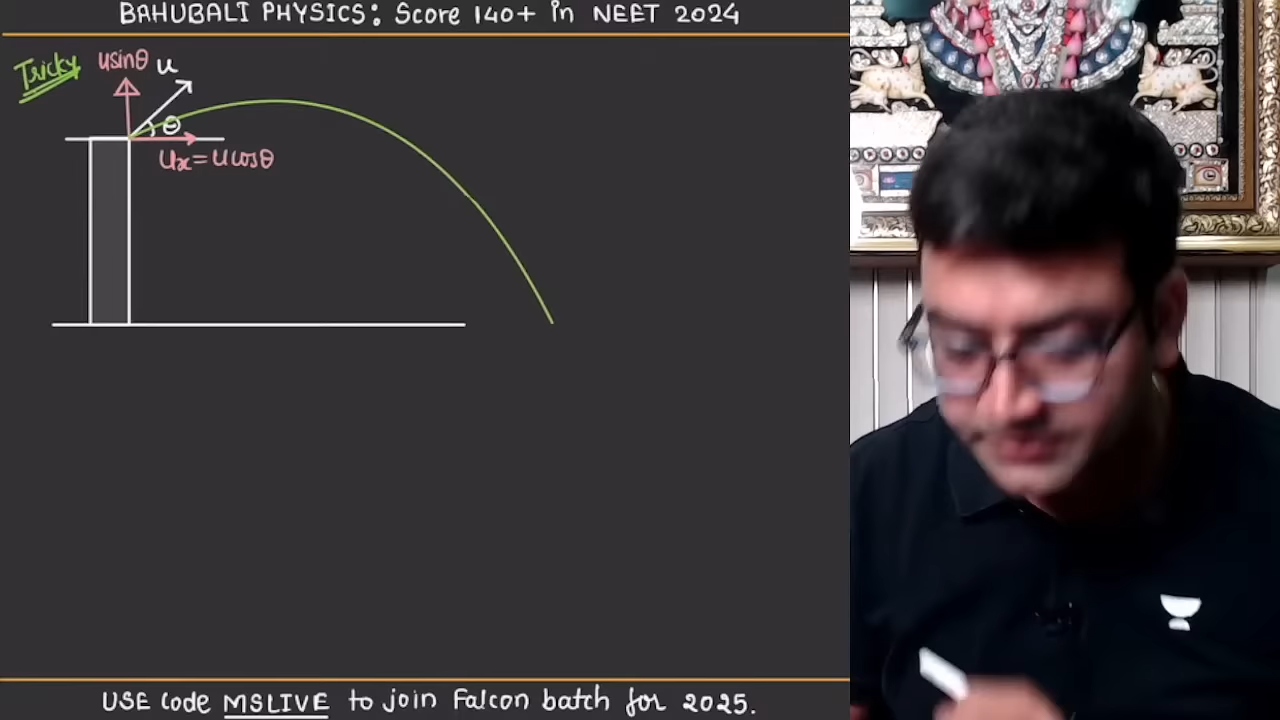 BAHUBALI PHYSICS: Score 140+ in NEET 2024
Tricky
usinθ
u
θ
ux=ucosθ
USE Code MSLIVE to join Falcon batch for 2025.